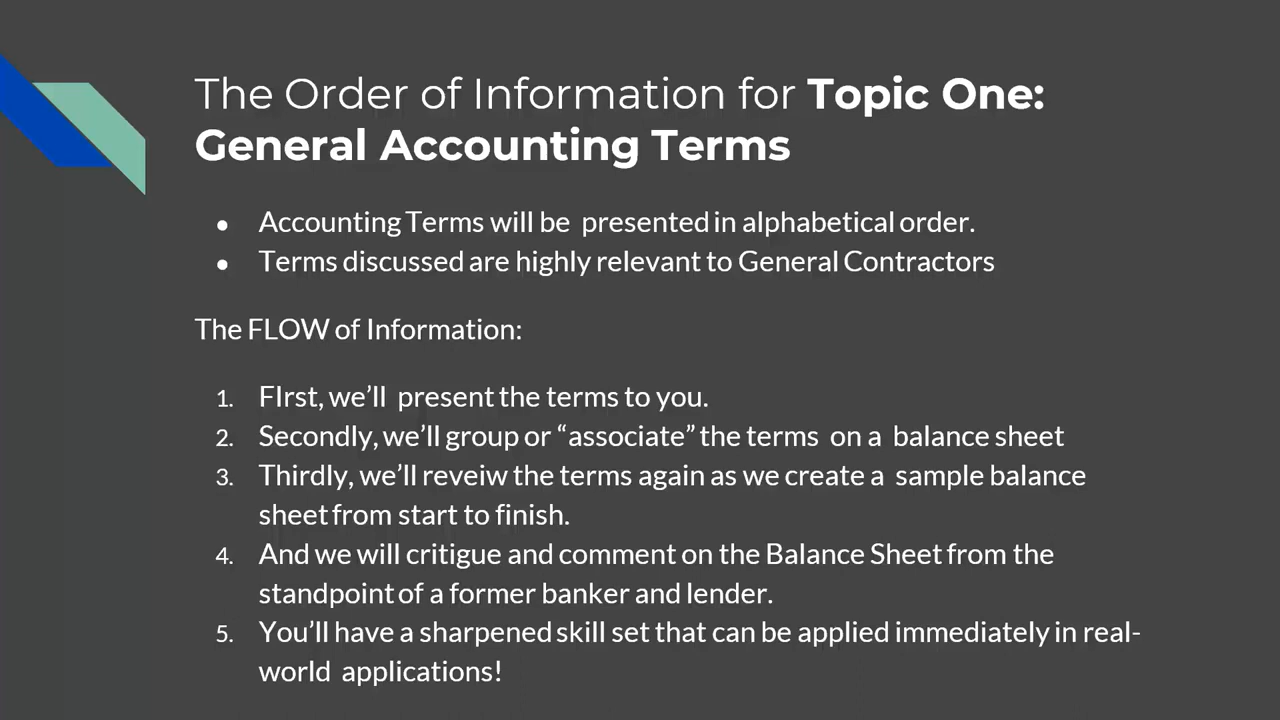 The Order of Information for Topic One:
General Accounting Terms
● Accounting Terms will be presented in alphabetical order.
● Terms discussed are highly relevant to General Contractors
The FLOW of Information:
1. FIrst, we’ll present the terms to you.
2. Secondly, we’ll group or “associate” the terms on a balance sheet
3. Thirdly, we’ll reveiw the terms again as we create a sample balance
sheet from start to finish.
4. And we will critigue and comment on the Balance Sheet from the
standpoint of a former banker and lender.
5. You’ll have a sharpened skill set that can be applied immediately in real-
world applications!